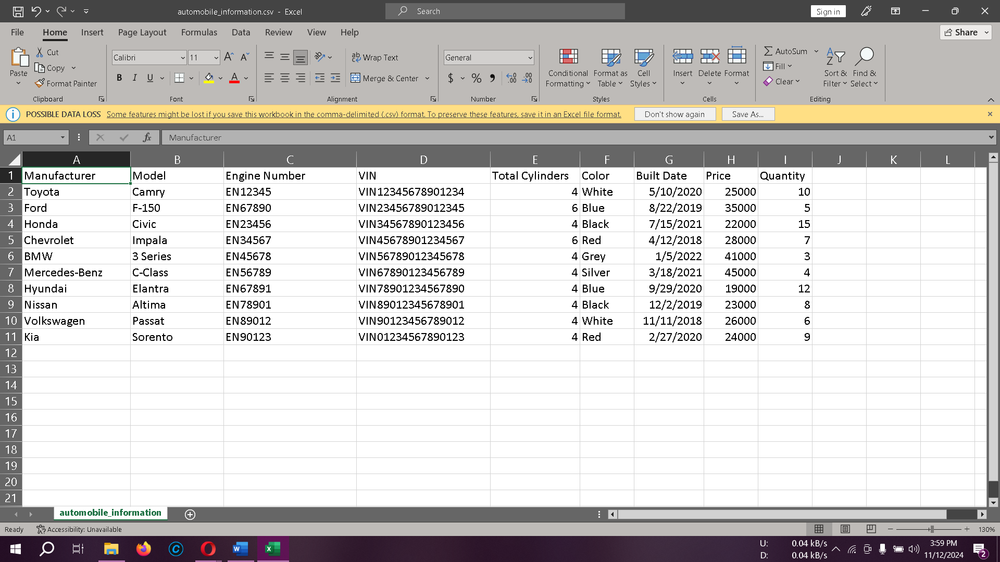 automobile_information.csv - Excel
Search
Sign in
File Home Insert Page Layout Formulas Data Review View Help
Share
Paste
Cut
Copy
Format Painter
Clipboard
Calibri 11
B I U
Font
Wrap Text
Merge & Center
Alignment
General
$ % ,
Number
Conditional Formatting
Format as Table
Cell Styles
Styles
Insert
Delete
Format
Cells
AutoSum
Fill
Clear
Sort & Filter
Find & Select
Editing
POSSIBLE DATA LOSS Some features might be lost if you save this workbook in the comma-delimited (.csv) format. To preserve these features, save it in an Excel file format. Don't show again Save As...
A1 fx Manufacturer
A B C D E F G H I J K L
1 Manufacturer Model Engine Number VIN Total Cylinders Color Built Date Price Quantity
2 Toyota Camry EN12345 VIN12345678901234 4 White 5/10/2020 25000 10
3 Ford F-150 EN67890 VIN23456789012345 6 Blue 8/22/2019 35000 5
4 Honda Civic EN23456 VIN34567890123456 4 Black 7/15/2021 22000 15
5 Chevrolet Impala EN34567 VIN45678901234567 6 Red 4/12/2018 28000 7
6 BMW 3 Series EN45678 VIN56789012345678 4 Grey 1/5/2022 41000 3
7 Mercedes-Benz C-Class EN56789 VIN67890123456789 4 Silver 3/18/2021 45000 4
8 Hyundai Elantra EN67891 VIN78901234567890 4 Blue 9/29/2020 19000 12
9 Nissan Altima EN78901 VIN89012345678901 4 Black 12/2/2019 23000 8
10 Volkswagen Passat EN89012 VIN90123456789012 4 White 11/11/2018 26000 6
11 Kia Sorento EN90123 VIN01234567890123 4 Red 2/27/2020 24000 9
12
13
14
15
16
17
18
19
20
21
automobile_information
Ready Accessibility: Unavailable 130%
U: 0.04 kB/s
D: 0.04 kB/s
3:59 PM
11/12/2024
2